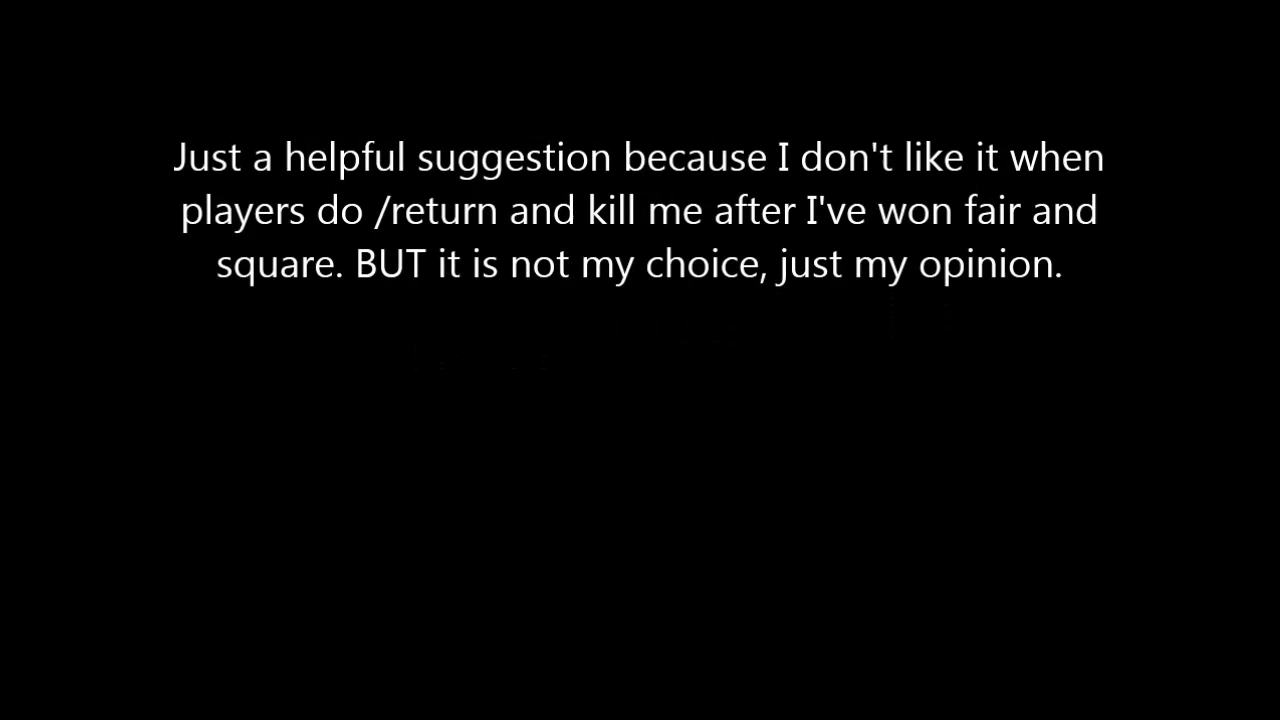 Just a helpful suggestion because I don't like it when
players do /return and kill me after I've won fair and
square. BUT it is not my choice, just my opinion.